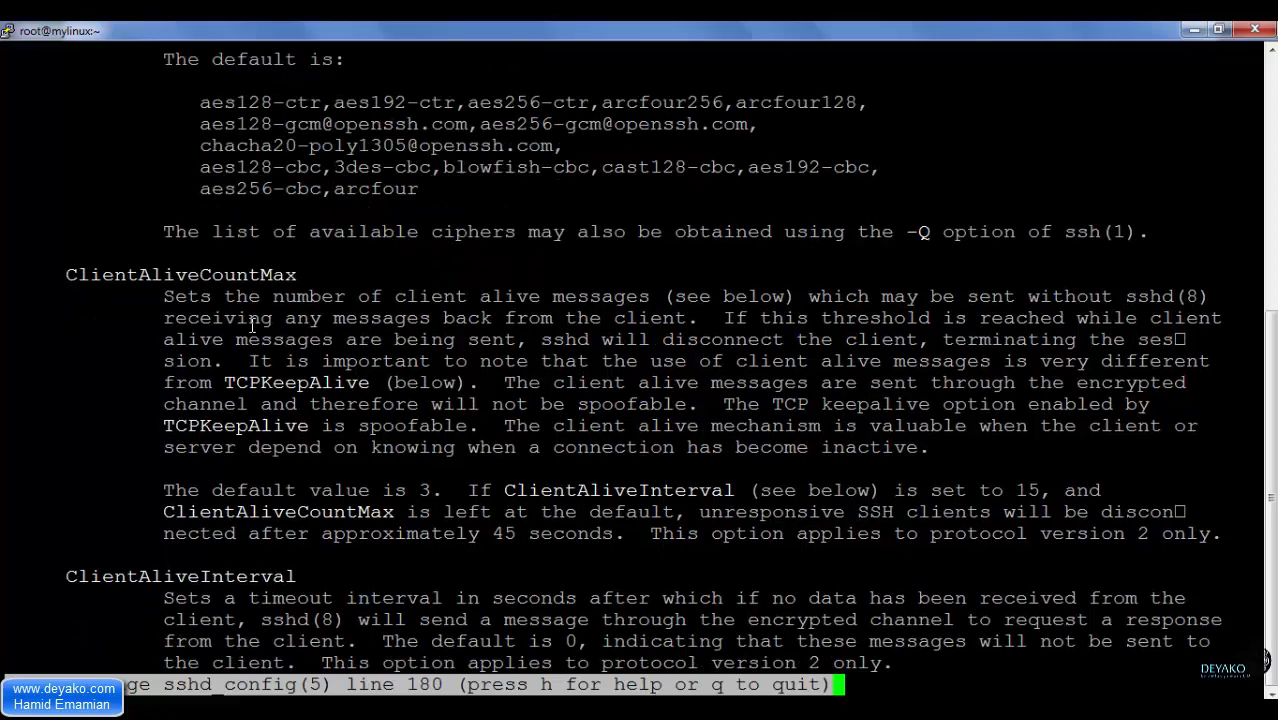 root@mylinux:~
The default is:
aes128-ctr,aes192-ctr,aes256-ctr,arcfour256,arcfour128,
aes128-gcm@openssh.com,aes256-gcm@openssh.com,
chacha20-poly1305@openssh.com,
aes128-cbc,3des-cbc,blowfish-cbc,cast128-cbc,aes192-cbc,
aes256-cbc,arcfour
The list of available ciphers may also be obtained using the -Q option of ssh(1).
ClientAliveCountMax
Sets the number of client alive messages (see below) which may be sent without sshd(8)
receiving any messages back from the client.  If this threshold is reached while client
alive messages are being sent, sshd will disconnect the client, terminating the ses
sion.  It is important to note that the use of client alive messages is very different
from TCPKeepAlive (below).  The client alive messages are sent through the encrypted
channel and therefore will not be spoofable.  The TCP keepalive option enabled by
TCPKeepAlive is spoofable.  The client alive mechanism is valuable when the client or
server depend on knowing when a connection has become inactive.
The default value is 3.  If ClientAliveInterval (see below) is set to 15, and
ClientAliveCountMax is left at the default, unresponsive SSH clients will be discon
nected after approximately 45 seconds.  This option applies to protocol version 2 only.
ClientAliveInterval
Sets a timeout interval in seconds after which if no data has been received from the
client, sshd(8) will send a message through the encrypted channel to request a response
from the client.  The default is 0, indicating that these messages will not be sent to
the client.  This option applies to protocol version 2 only.
ge sshd_config(5) line 180 (press h for help or q to quit)
www.deyako.com
Hamid Emamian
DEYAKO